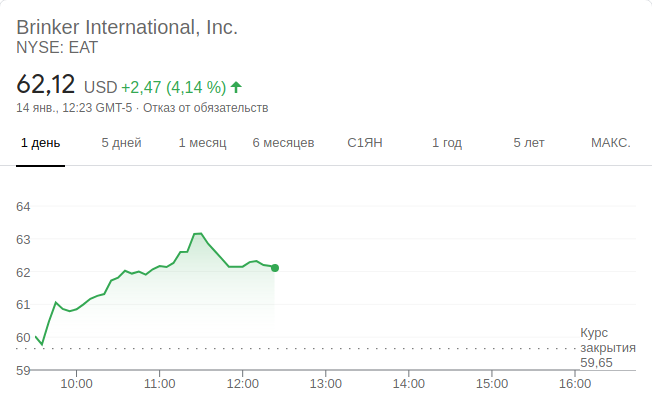 Brinker International, Inc.
NYSE: EAT
62,12 USD +2,47 (4,14 %)
14 янв., 12:23 GMT-5 · Отказ от обязательств
1 день 5 дней 1 месяц 6 месяцев С1ЯН 1 год 5 лет МАКС.
64
63
62
61
60
59
Курс
закрытия
59,65
10:00 11:00 12:00 13:00 14:00 15:00 16:00